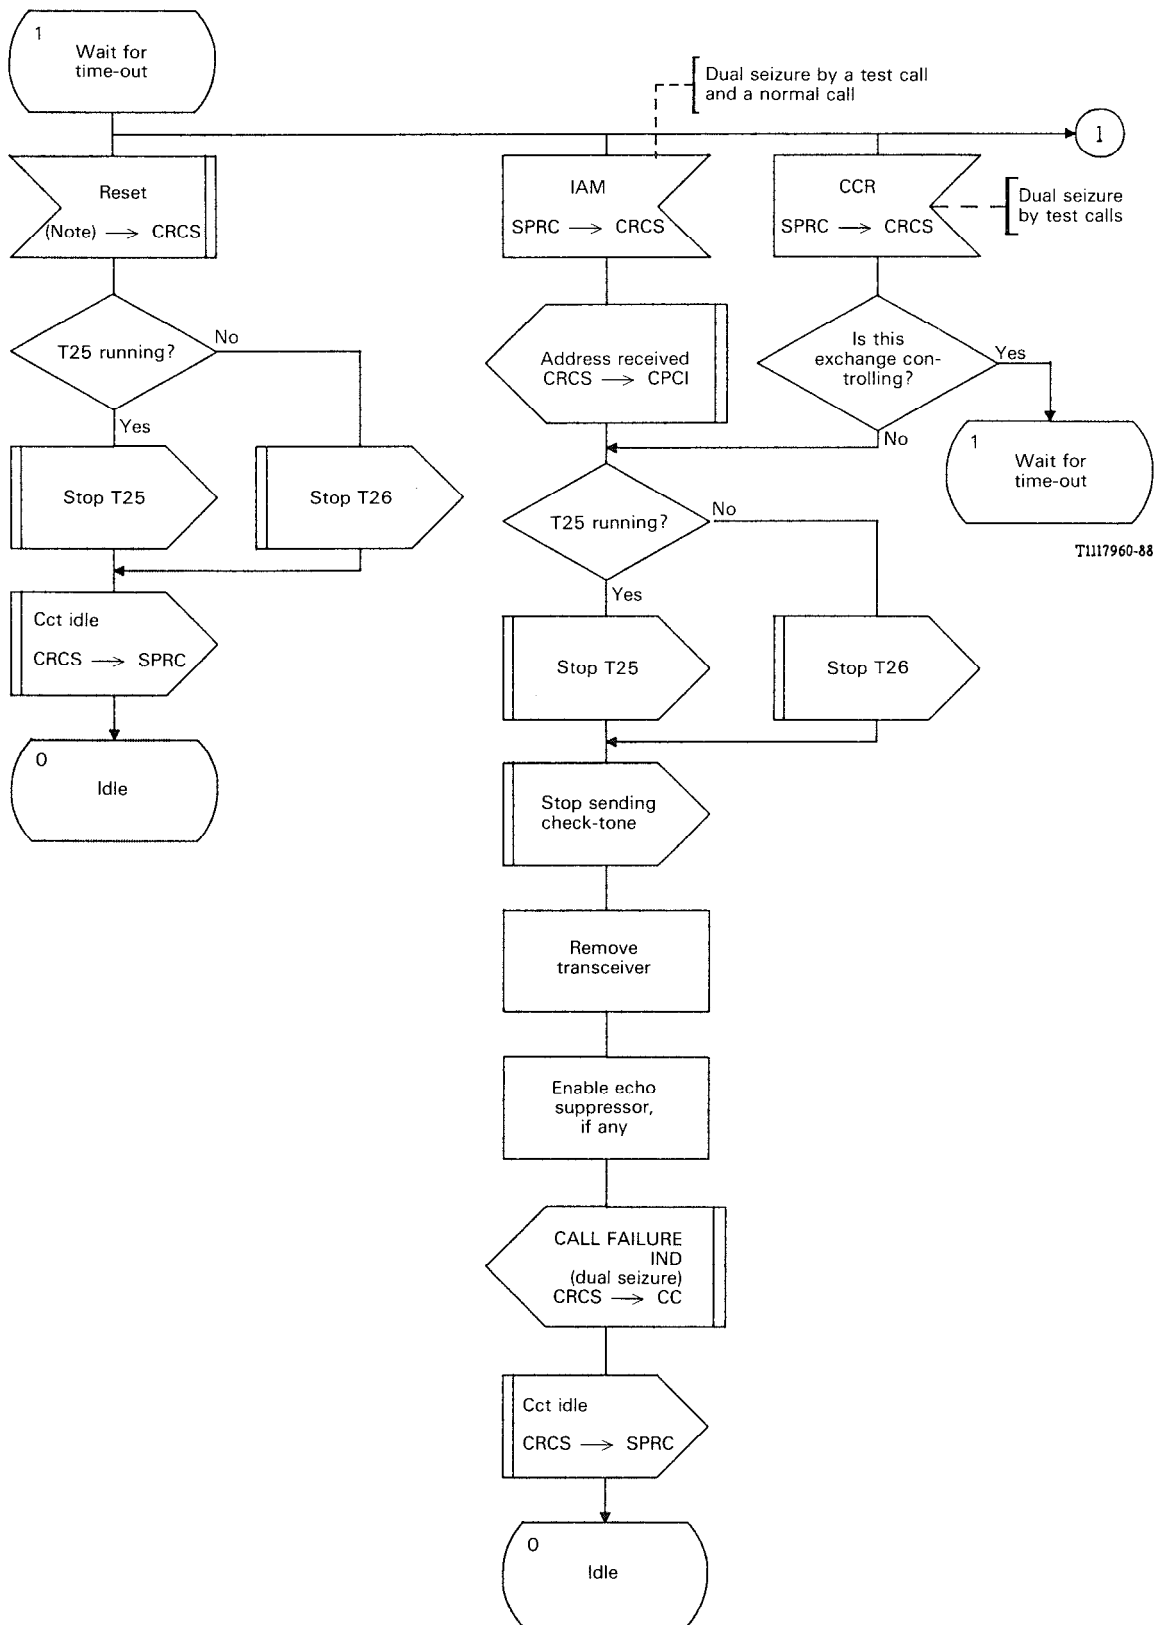 1
Wait for
time-out
Dual seizure by a test call
and a normal call
1
Reset
(Note) → CRCS
IAM
SPRC → CRCS
CCR
SPRC → CRCS
Dual seizure
by test calls
T25 running?
No
Yes
Address received
CRCS → CPCI
Is this
exchange con-
trolling?
Yes
No
1
Wait for
time-out
T1117960-88
Stop T25
Stop T26
T25 running?
No
Yes
Cct idle
CRCS → SPRC
Stop T25
Stop T26
0
Idle
Stop sending
check-tone
Remove
transceiver
Enable echo
suppressor,
if any
CALL FAILURE
IND
(dual seizure)
CRCS → CC
Cct idle
CRCS → SPRC
0
Idle